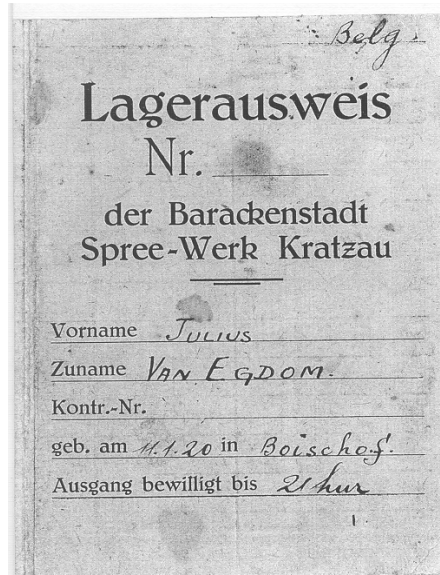 Belg.
Lagerausweis
Nr.
der Barackenstadt
Spree-Werk Kratzau
Vorname Julius
Zuname Van Egdom.
Kontr.-Nr.
geb. am 11.1.20 in Boischof.
Ausgang bewilligt bis 21 hur